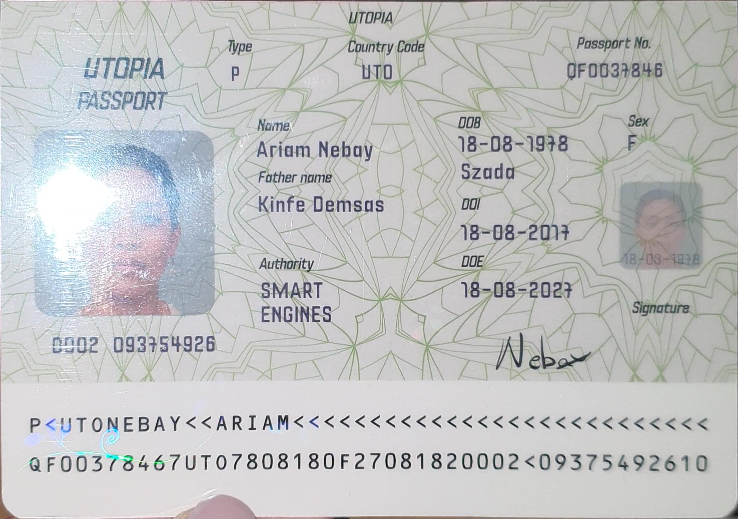 UTOPIA
Type
Country Code
Passport No.
UTOPIA
PASSPORT
P
UTO
QF0037846
Name
DOB
Sex
Ariam Nebay
18-08-1978
F
Father name
Szada
Kinfe Demsas
DOI
18-08-2017
18-08-1978
Authority
DOE
SMART
ENGINES
18-08-2027
Signature
0002 093754926
Nebay
P<UTONEBAY<<ARIAM<<<<<<<<<<<<<<<<<<<<<<<<<<<
QF00378467UTO7808180F27081820002<09375492610